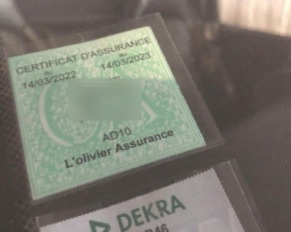 CERTIFICAT D'ASSURANCE
du au
14/03/2022 14/03/2023
AD10
L'olivier Assurance
DEKRA